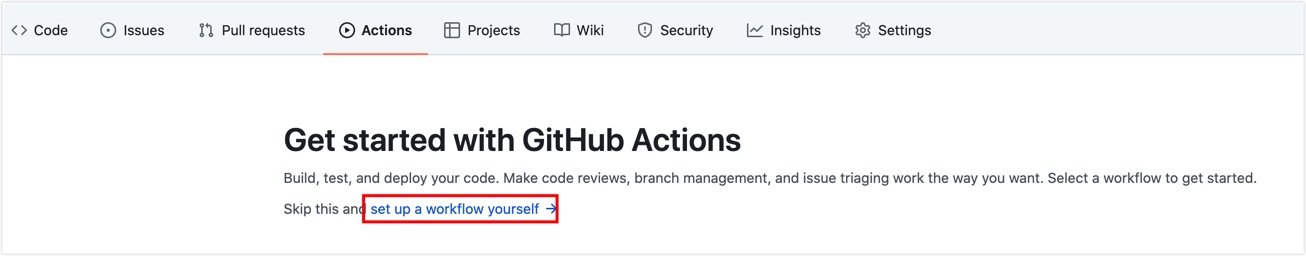 Code Issues Pull requests Actions Projects Wiki Security Insights Settings
Get started with GitHub Actions
Build, test, and deploy your code. Make code reviews, branch management, and issue triaging work the way you want. Select a workflow to get started.
Skip this and set up a workflow yourself →